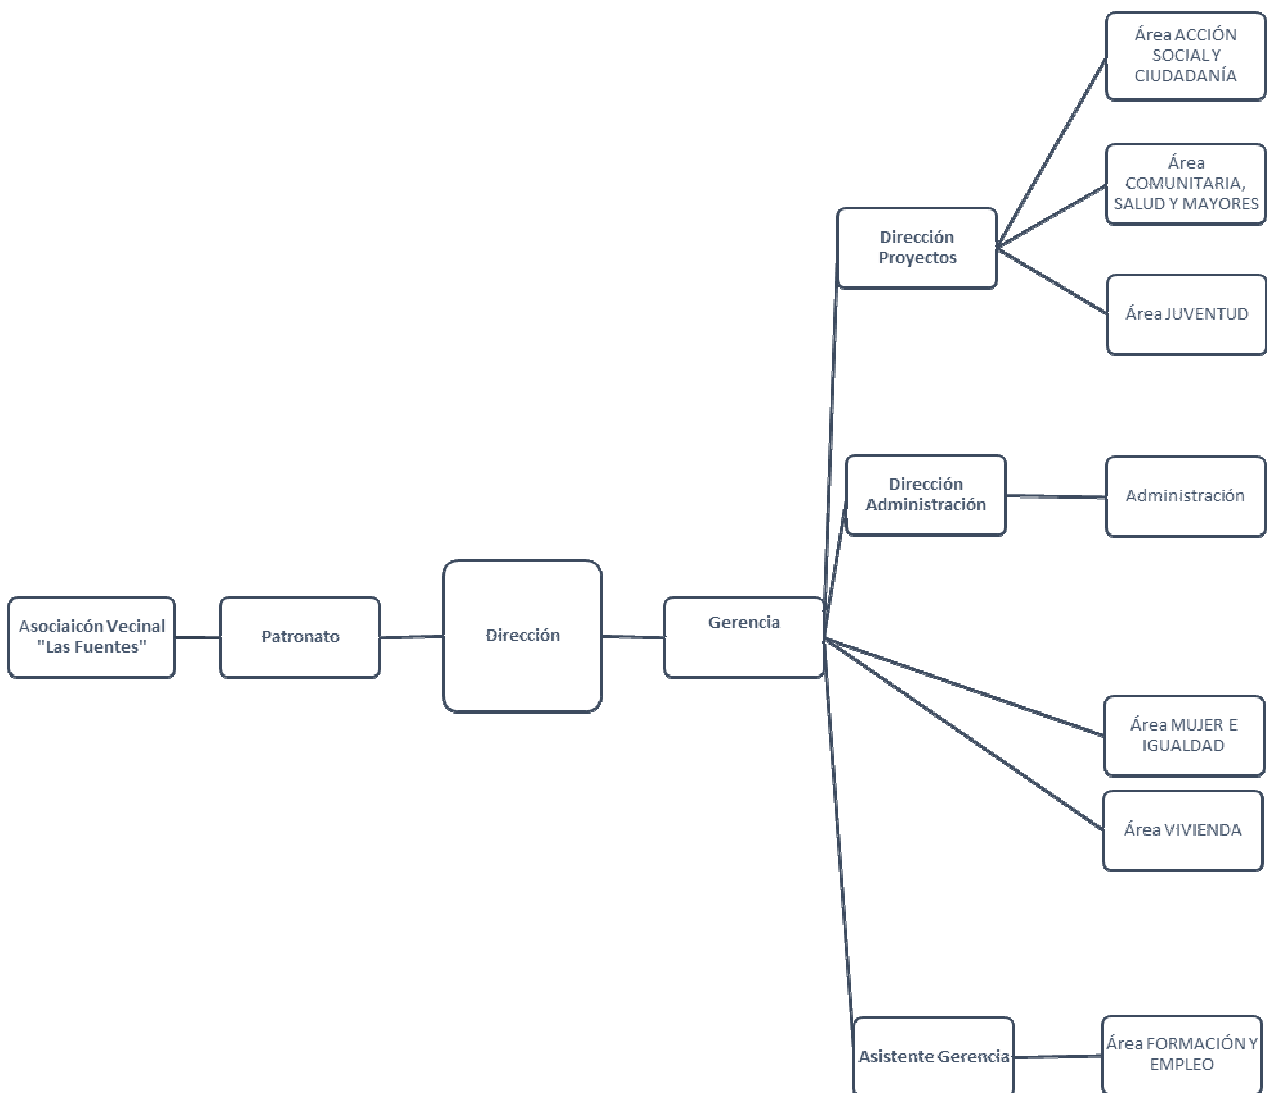 Área ACCIÓN
SOCIAL Y
CIUDADANÍA
Área
COMUNITARIA,
SALUD Y MAYORES
Dirección
Proyectos
Área JUVENTUD
Dirección
Administración
Administración
Asociaicón Vecinal
"Las Fuentes"
Patronato
Dirección
Gerencia
Área MUJER E
IGUALDAD
Área VIVIENDA
Asistente Gerencia
Área FORMACIÓN Y
EMPLEO